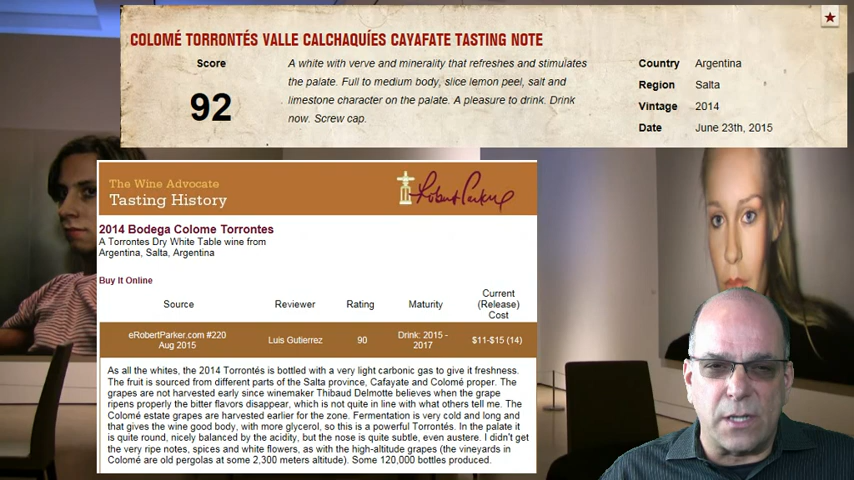 COLOMÉ TORRONTÉS VALLE CALCHAQUÍES CAYAFATE TASTING NOTE
Score
92
A white with verve and minerality that refreshes and stimulates
the palate. Full to medium body, slice lemon peel, salt and
limestone character on the palate. A pleasure to drink. Drink
now. Screw cap.
Country Argentina
Region Salta
Vintage 2014
Date June 23th, 2015
The Wine Advocate
Tasting History
Robert Parker
2014 Bodega Colome Torrontes
A Torrontes Dry White Table wine from
Argentina, Salta, Argentina
Buy It Online
Source Reviewer Rating Maturity Current (Release) Cost
eRobertParker.com #220 Aug 2015 Luis Gutierrez 90 Drink: 2015 - 2017 $11-$15 (14)
As all the whites, the 2014 Torrontés is bottled with a very light carbonic gas to give it freshness.
The fruit is sourced from different parts of the Salta province, Cafayate and Colomé proper. The
grapes are not harvested early since winemaker Thibaud Delmotte believes when the grape
ripens properly the bitter flavors disappear, which is not quite in line with what others tell me. The
Colomé estate grapes are harvested earlier for the zone. Fermentation is very cold and long and
that gives the wine good body, with more glycerol, so this is a powerful Torrontés. In the palate it
is quite round, nicely balanced by the acidity, but the nose is quite subtle, even austere. I didn't get
the very ripe notes, spices and white flowers, as with the high-altitude grapes (the vineyards in
Colomé are old pergolas at some 2,300 meters altitude). Some 120,000 bottles produced.